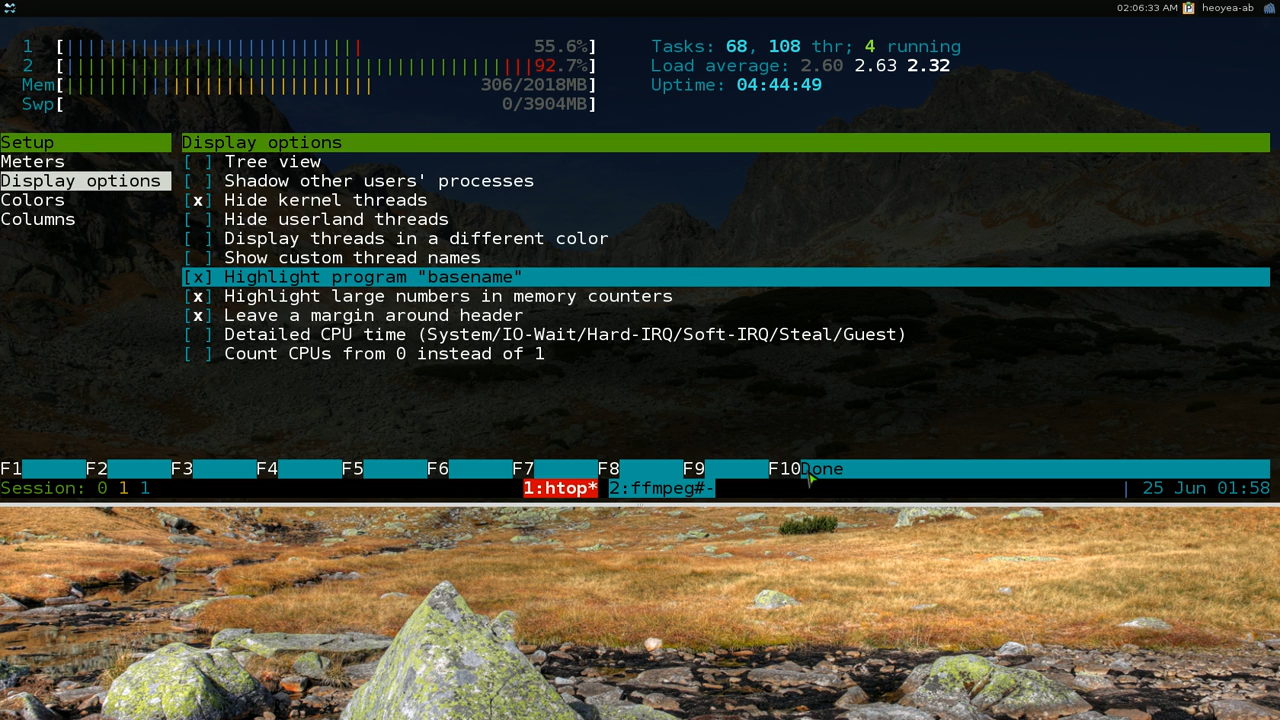 02:06:33 AM heoyea-ab
1 [||||||||||||||||||||||||||||| 55.6%] Tasks: 68, 108 thr; 4 running
2 [||||||||||||||||||||||||||||||||||||||||||||92.7%] Load average: 2.60 2.63 2.32
Mem[||||||||||||||||||||||||||||| 306/2018MB] Uptime: 04:44:49
Swp[ 0/3904MB]
Setup Display options
Meters [ ] Tree view
Display options [ ] Shadow other users' processes
Colors [x] Hide kernel threads
Columns [ ] Hide userland threads
[ ] Display threads in a different color
[ ] Show custom thread names
[x] Highlight program "basename"
[x] Highlight large numbers in memory counters
[x] Leave a margin around header
[ ] Detailed CPU time (System/IO-Wait/Hard-IRQ/Soft-IRQ/Steal/Guest)
[ ] Count CPUs from 0 instead of 1
F1 F2 F3 F4 F5 F6 F7 F8 F9 F10Done
Session: 0 1 1 1:htop* 2:ffmpeg#- | 25 Jun 01:58